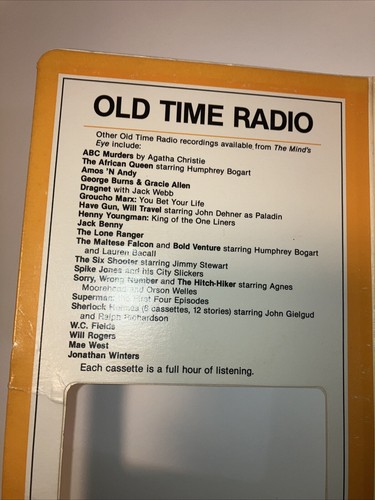 OLD TIME RADIO
Other Old Time Radio recordings available from The Mind's
Eye include:
ABC Murders by Agatha Christie
The African Queen starring Humphrey Bogart
Amos 'N Andy
George Burns & Gracie Allen
Dragnet with Jack Webb
Groucho Marx: You Bet Your Life
Have Gun, Will Travel starring John Dehner as Paladin
Henny Youngman: King of the One Liners
Jack Benny
The Lone Ranger
The Maltese Falcon and Bold Venture starring Humphrey Bogart
and Lauren Bacall
The Six Shooter starring Jimmy Stewart
Spike Jones and his City Slickers
Sorry, Wrong Number and The Hitch-Hiker starring Agnes
Moorehead and Orson Welles
Superman: First Four Episodes
Sherlock Holmes (6 cassettes, 12 stories) starring John Gielgud
and Ralph Richardson
W.C. Fields
Will Rogers
Mae West
Jonathan Winters
Each cassette is a full hour of listening.